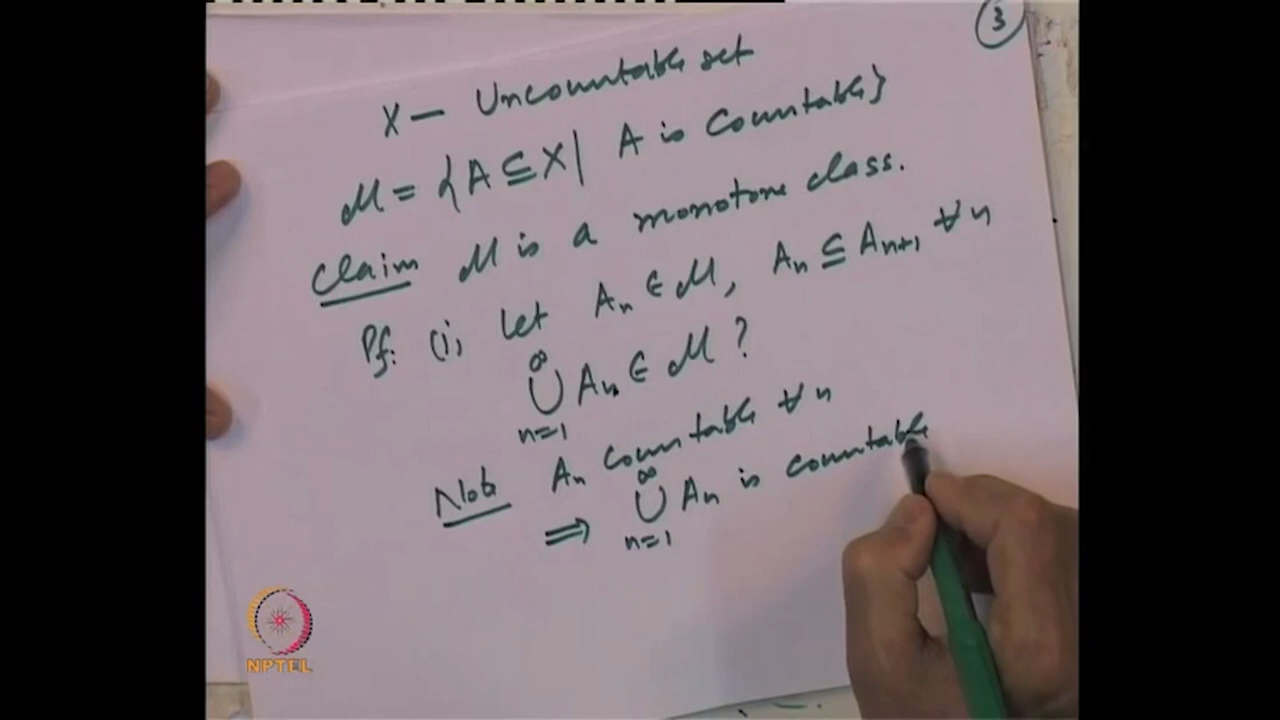 ③
X — Uncountable set
M = {A ⊆ X | A is countable}
Claim M is a monotone class.
Pf: (i) Let An ∈ M, An ⊆ An+1 ∀ n
∞
⋃ An ∈ M ?
n=1
Note An countable ∀ n
∞
⟹ ⋃ An is countable
n=1
NPTEL